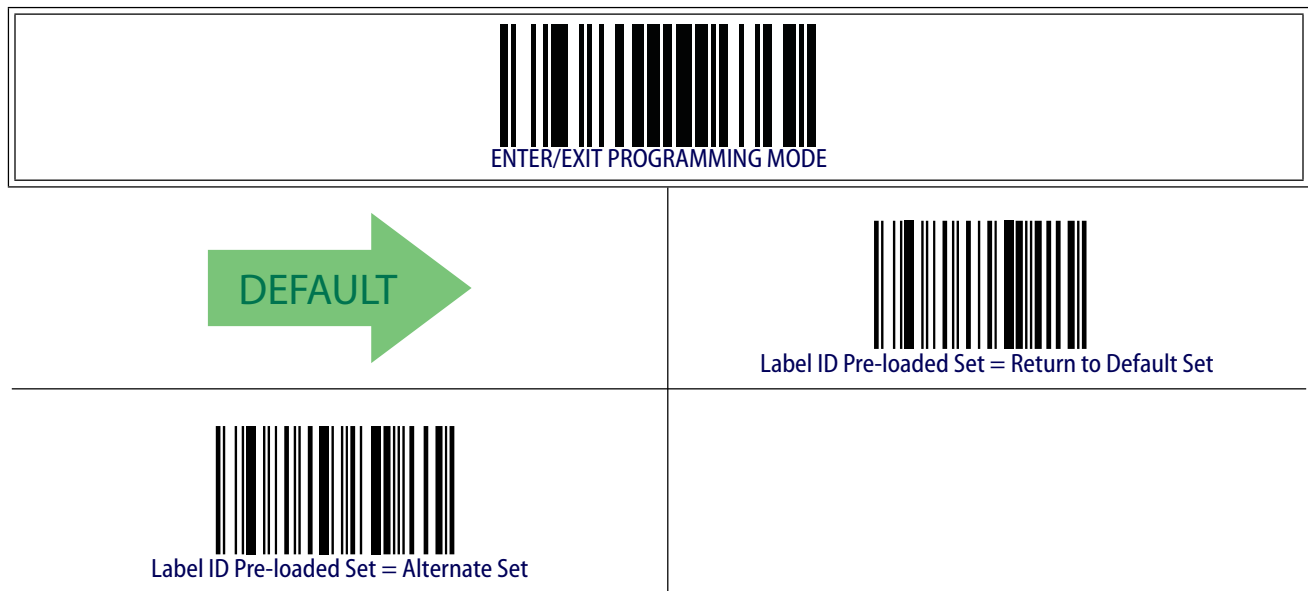 ENTER/EXIT PROGRAMMING MODE
DEFAULT
Label ID Pre-loaded Set = Return to Default Set
Label ID Pre-loaded Set = Alternate Set